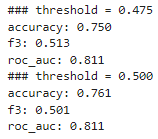 ### threshold = 0.475
accuracy: 0.750
f3: 0.513
roc_auc: 0.811
### threshold = 0.500
accuracy: 0.761
f3: 0.501
roc_auc: 0.811